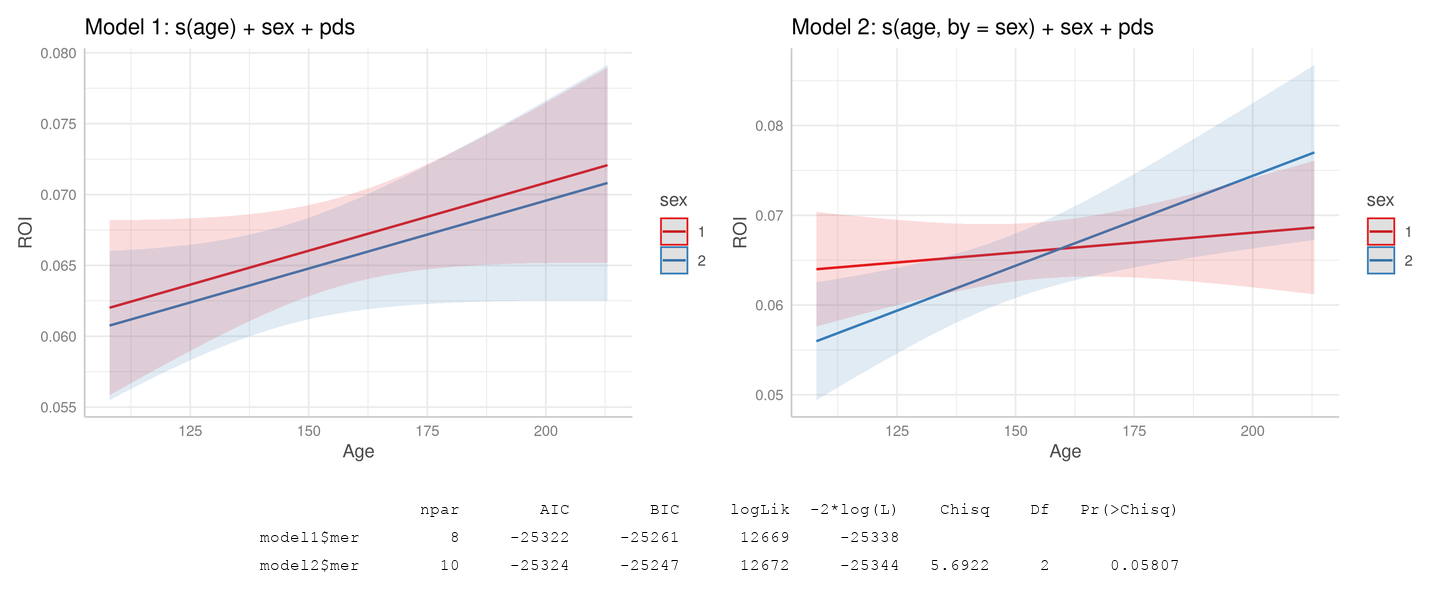 Model 1: s(age) + sex + pds
0.080
0.075
0.070
0.065
0.060
0.055
ROI
125 150 175 200
Age
sex
1
2
Model 2: s(age, by = sex) + sex + pds
0.08
0.07
0.06
0.05
ROI
125 150 175 200
Age
sex
1
2
npar AIC BIC logLik -2*log(L) Chisq Df Pr(>Chisq)
model1$mer 8 -25322 -25261 12669 -25338
model2$mer 10 -25324 -25247 12672 -25344 5.6922 2 0.05807